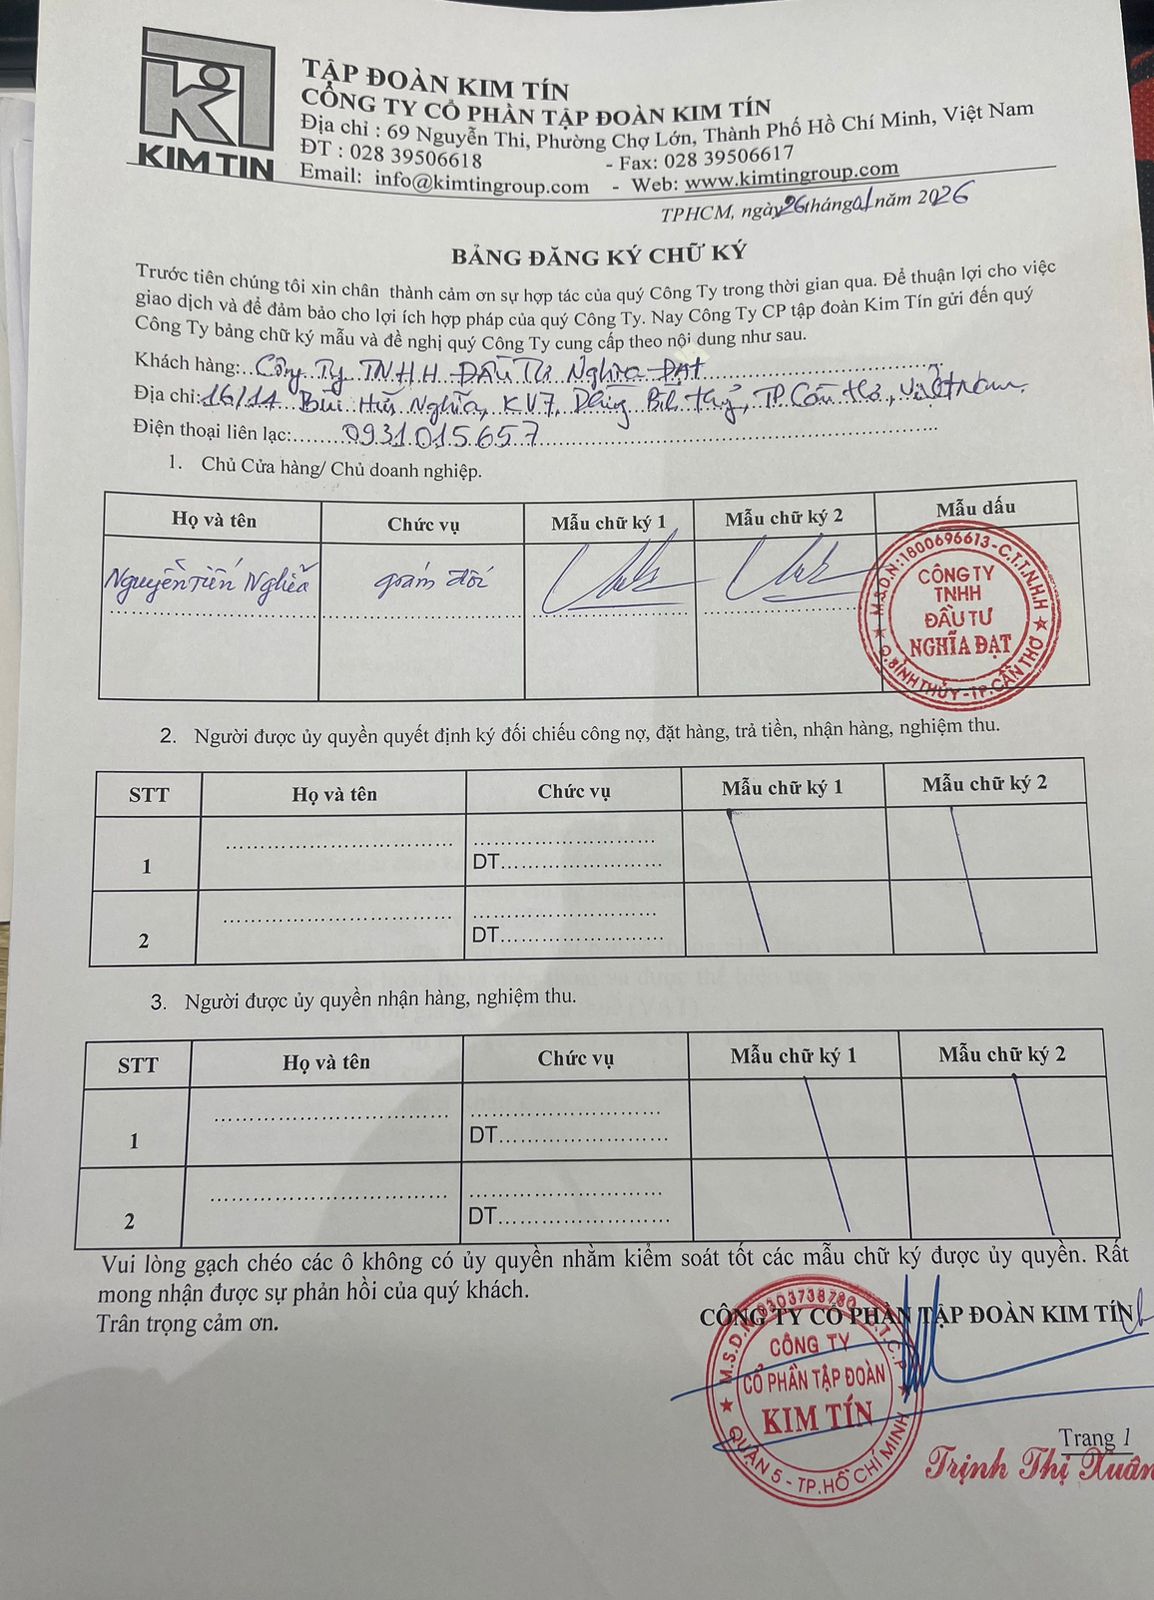 KIM TIN
TẬP ĐOÀN KIM TÍN
CÔNG TY CỔ PHẦN TẬP ĐOÀN KIM TÍN
Địa chỉ : 69 Nguyễn Thi, Phường Chợ Lớn, Thành Phố Hồ Chí Minh, Việt Nam
ĐT : 028 39506618 - Fax: 028 39506617
Email: info@kimtingroup.com - Web: www.kimtingroup.com
TPHCM, ngày 26 tháng 01 năm 2026
BẢNG ĐĂNG KÝ CHỮ KÝ
Trước tiên chúng tôi xin chân thành cảm ơn sự hợp tác của quý Công Ty trong thời gian qua. Để thuận lợi cho việc
giao dịch và để đảm bảo cho lợi ích hợp pháp của quý Công Ty. Nay Công Ty CP tập đoàn Kim Tín gửi đến quý
Công Ty bảng chữ ký mẫu và đề nghị quý Công Ty cung cấp theo nội dung như sau.
Khách hàng: Công Ty TNHH ĐẦU TƯ Nghĩa ĐẠT
Địa chỉ: 16/14 Bùi Hữu Nghĩa, KV7, Bình Thuỷ, TP Cần Thơ, Việt Nam.
Điện thoại liên lạc: 0931015657
1. Chủ Cửa hàng/ Chủ doanh nghiệp.
Họ và tên Chức vụ Mẫu chữ ký 1 Mẫu chữ ký 2 Mẫu dấu
Nguyễn Tiến Nghĩa giám đốc
M.S.D.N:1800696613-C.T.T.N.H.H
CÔNG TY
TNHH
ĐẦU TƯ
NGHĨA ĐẠT
Q.BÌNH THỦY-TP.CẦN THƠ
2. Người được ủy quyền quyết định ký đối chiếu công nợ, đặt hàng, trả tiền, nhận hàng, nghiệm thu.
STT Họ và tên Chức vụ Mẫu chữ ký 1 Mẫu chữ ký 2
1 DT
2 DT
3. Người được ủy quyền nhận hàng, nghiệm thu.
STT Họ và tên Chức vụ Mẫu chữ ký 1 Mẫu chữ ký 2
1 DT
2 DT
Vui lòng gạch chéo các ô không có ủy quyền nhằm kiểm soát tốt các mẫu chữ ký được ủy quyền. Rất
mong nhận được sự phản hồi của quý khách.
Trân trọng cảm ơn.
CÔNG TY CỔ PHẦN TẬP ĐOÀN KIM TÍN
M.S.D.N:0303738780-C.T.C.P
CÔNG TY
CỔ PHẦN TẬP ĐOÀN
KIM TÍN
QUẬN 5 - TP.HỒ CHÍ MINH
Trang 1
Trịnh Thị Xuân